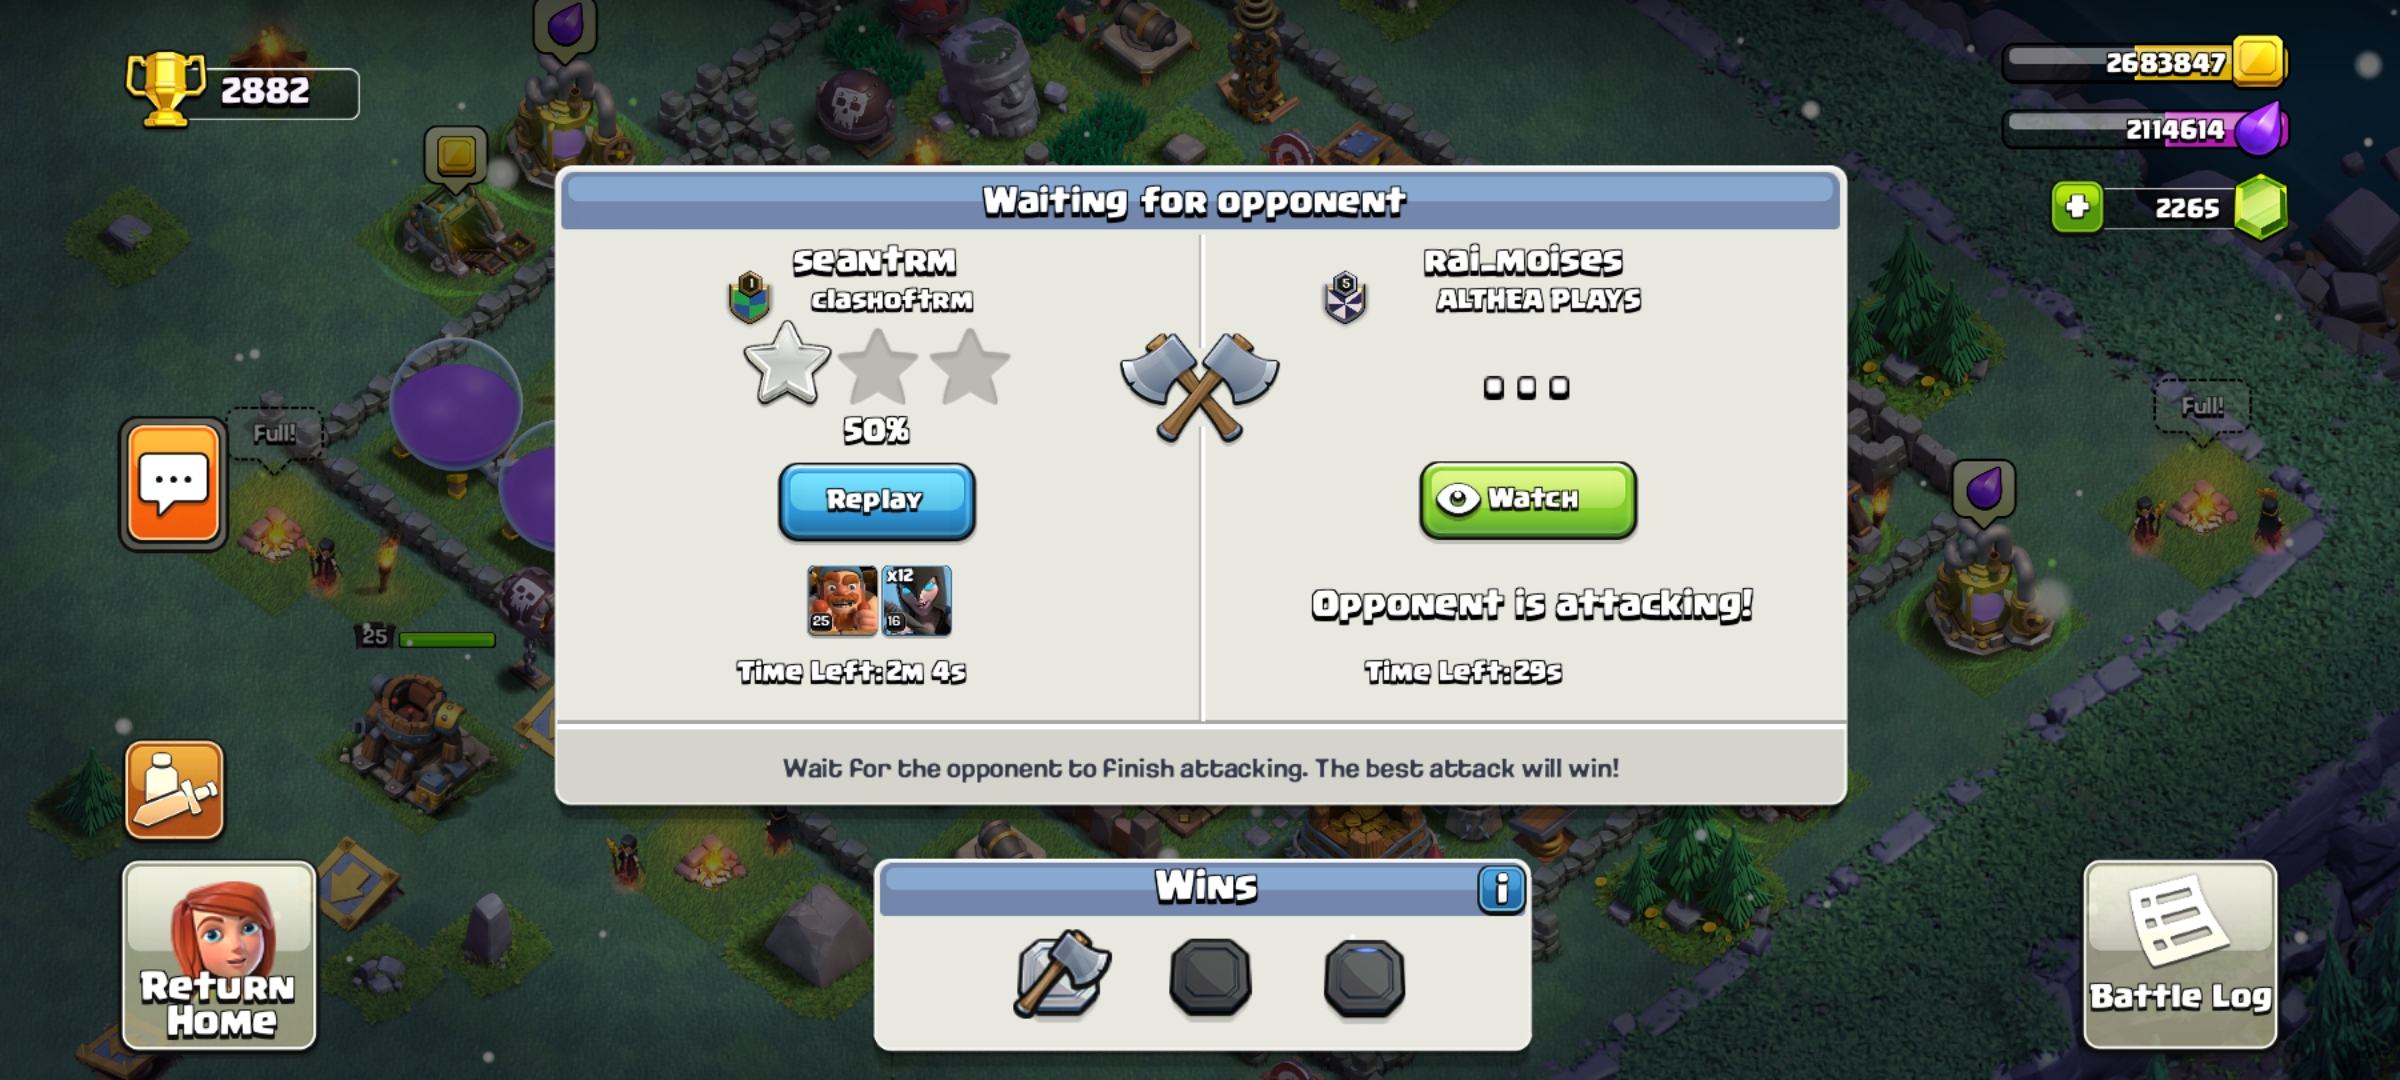 2882
2683847
2114614
2265
Waiting for opponent
seantrm
1
clashoftrm
50%
Replay
25
x12
16
Time Left:2m 4s
rai_moises
5
ALTHEA PLAYS
Watch
Opponent is attacking!
Time Left:29s
Wait for the opponent to finish attacking. The best attack will win!
Full!
Full!
25
Wins
i
Return
Home
Battle Log